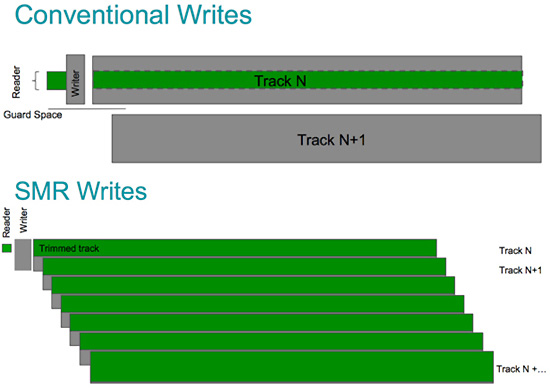 Conventional Writes
Reader
Writer
Track N
Guard Space
Track N+1
SMR Writes
Reader
Writer
Trimmed track
Track N
Track N+1
Track N +...